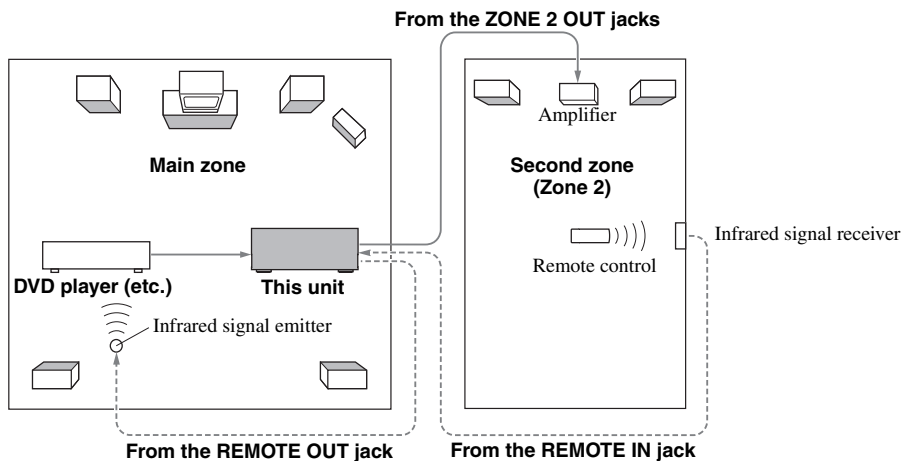 From the ZONE 2 OUT jacks
Amplifier
Main zone
Second zone
(Zone 2)
Infrared signal receiver
Remote control
DVD player (etc.)
This unit
Infrared signal emitter
From the REMOTE OUT jack
From the REMOTE IN jack